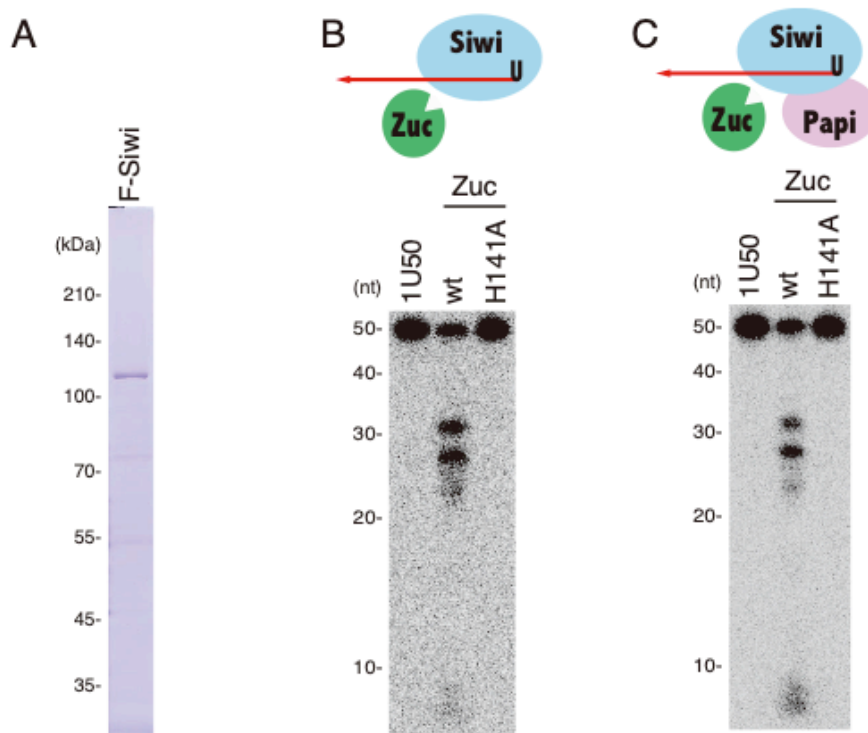 A
F-Siwi
(kDa)
210-
140-
100-
70-
55-
45-
35-
B
Siwi
U
Zuc
Zuc
1U50
wt
H141A
(nt)
50-
40-
30-
20-
10-
C
Siwi
U
Zuc
Papi
Zuc
1U50
wt
H141A
(nt)
50-
40-
30-
20-
10-